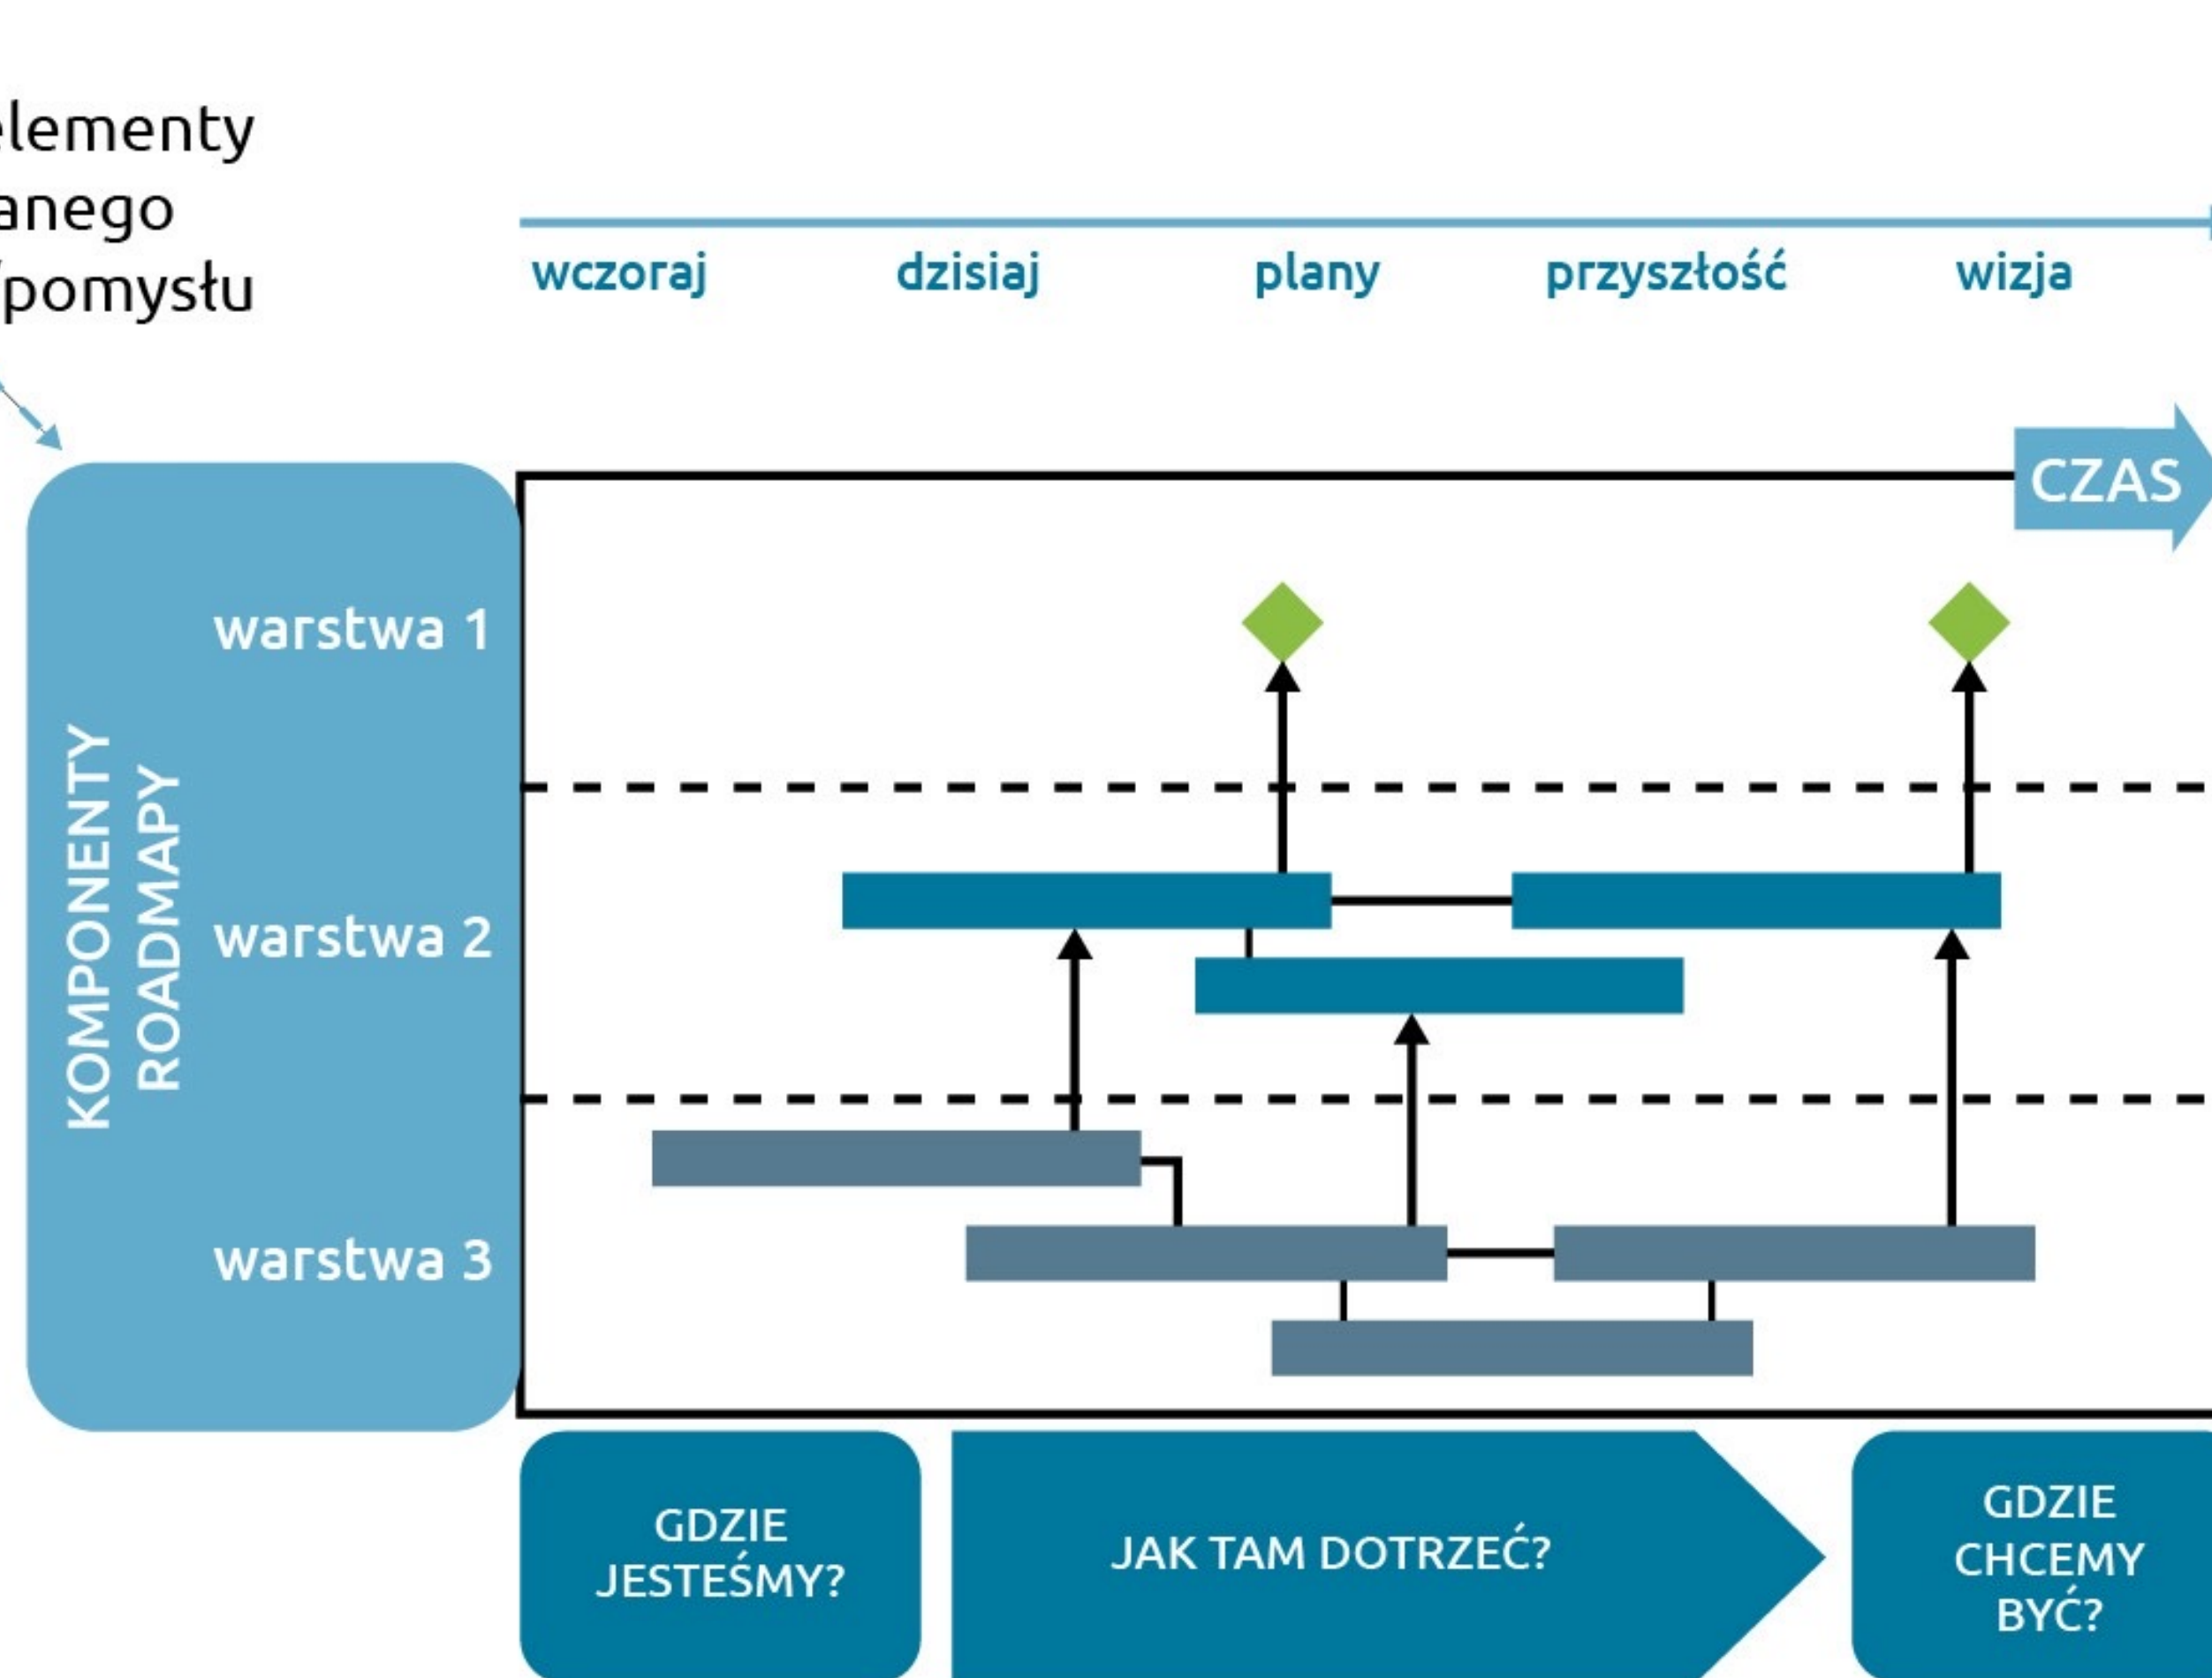 elementy
anego
/pomysłu
wczoraj dzisiaj plany przyszłość wizja
CZAS
KOMPONENTY
ROADMAPY
warstwa 1
warstwa 2
warstwa 3
GDZIE
JESTEŚMY?
JAK TAM DOTRZEĆ?
GDZIE
CHCEMY
BYĆ?